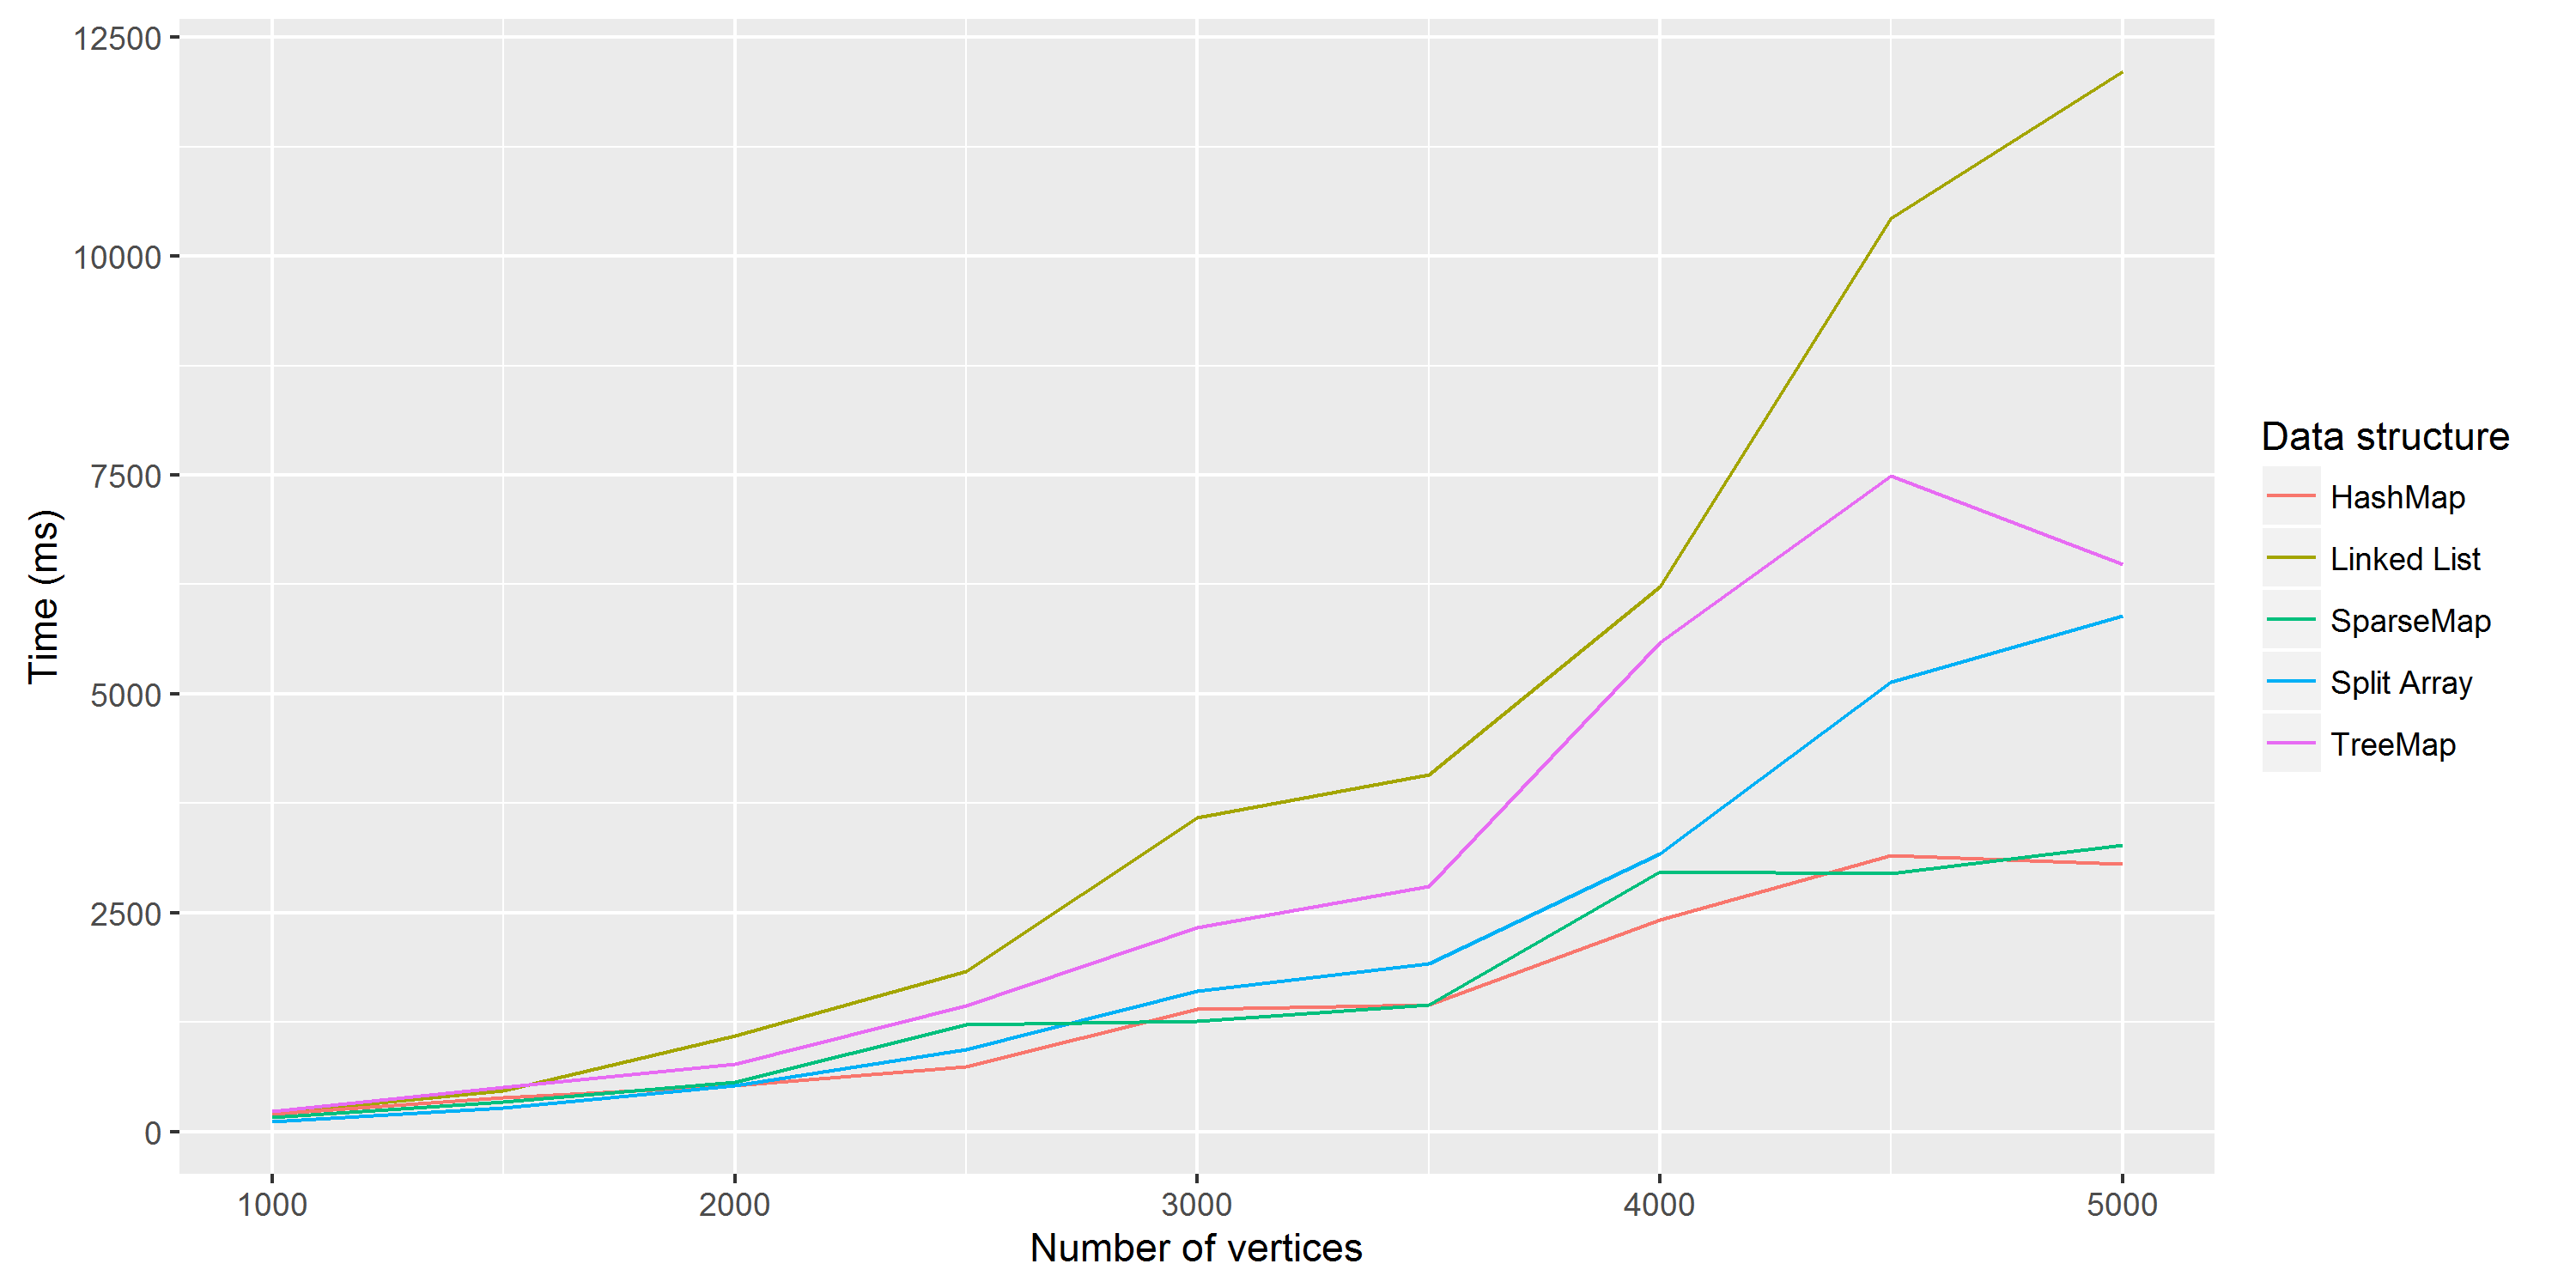 12500
10000
7500
5000
2500
0
Time (ms)
1000 2000 3000 4000 5000
Number of vertices
Data structure
HashMap
Linked List
SparseMap
Split Array
TreeMap